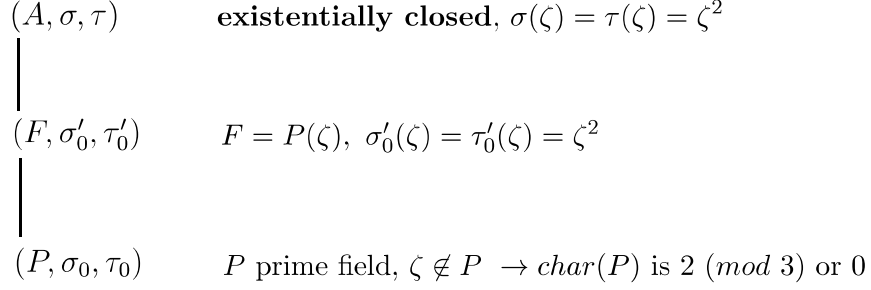 (A, σ, τ) existentially closed, σ(ζ) = τ(ζ) = ζ²
(F, σ′₀, τ′₀) F = P(ζ), σ′₀(ζ) = τ′₀(ζ) = ζ²
(P, σ₀, τ₀) P prime field, ζ ∉ P → char(P) is 2 (mod 3) or 0